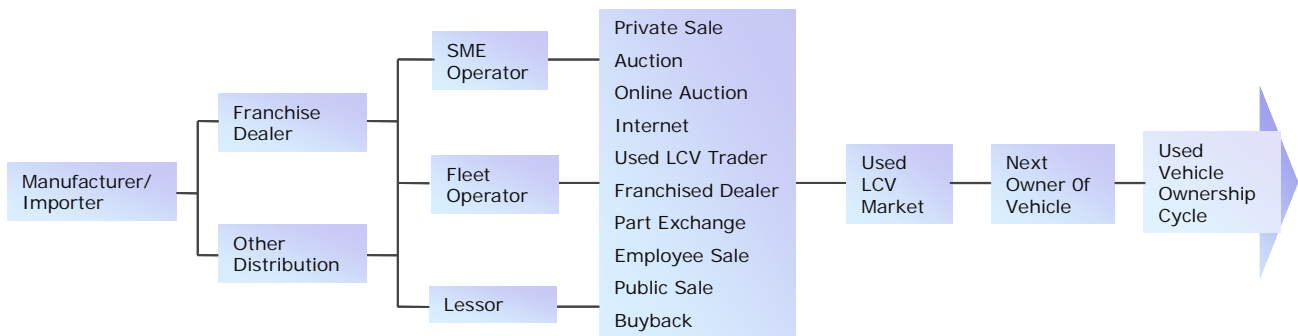 Manufacturer/
Importer
Franchise
Dealer
Other
Distribution
SME
Operator
Fleet
Operator
Lessor
Private Sale
Auction
Online Auction
Internet
Used LCV Trader
Franchised Dealer
Part Exchange
Employee Sale
Public Sale
Buyback
Used
LCV
Market
Next
Owner Of
Vehicle
Used
Vehicle
Ownership
Cycle